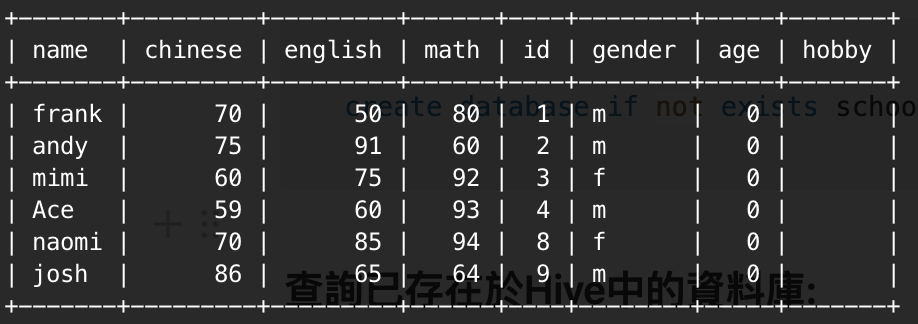 +-------+---------+---------+------+----+--------+-----+-------+
| name  | chinese | english | math | id | gender | age | hobby |
+-------+---------+---------+------+----+--------+-----+-------+
| frank |      70 |      50 |   80 |  1 | m      |   0 |       |
create database if not exists schoo
| andy  |      75 |      91 |   60 |  2 | m      |   0 |       |
| mimi  |      60 |      75 |   92 |  3 | f      |   0 |       |
| Ace   |      59 |      60 |   93 |  4 | m      |   0 |       |
| naomi |      70 |      85 |   94 |  8 | f      |   0 |       |
| josh  |      86 |      65 |   64 |  9 | m      |   0 |       |
查詢已存在於Hive中的資料庫:
+-------+---------+---------+------+----+--------+-----+-------+